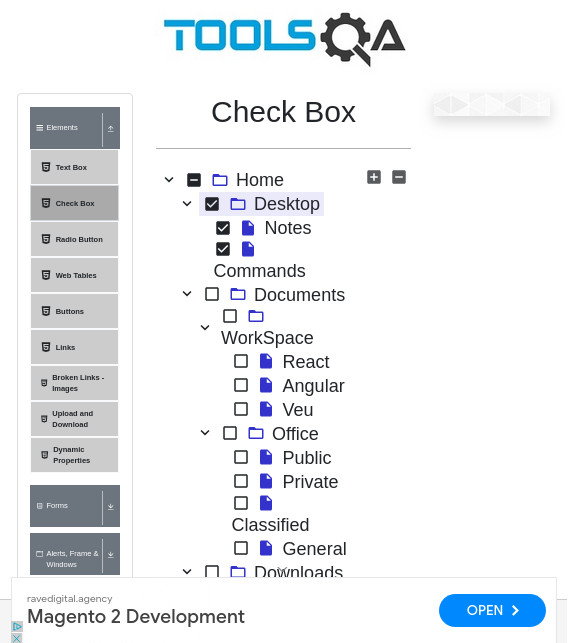 TOOLSQA
Elements
Text Box
Check Box
Radio Button
Web Tables
Buttons
Links
Broken Links -
Images
Upload and
Download
Dynamic
Properties
Forms
Alerts, Frame &
Windows
Check Box
Home
Desktop
Notes
Commands
Documents
WorkSpace
React
Angular
Veu
Office
Public
Private
Classified
General
Downloads
ravedigital.agency
Magento 2 Development
OPEN